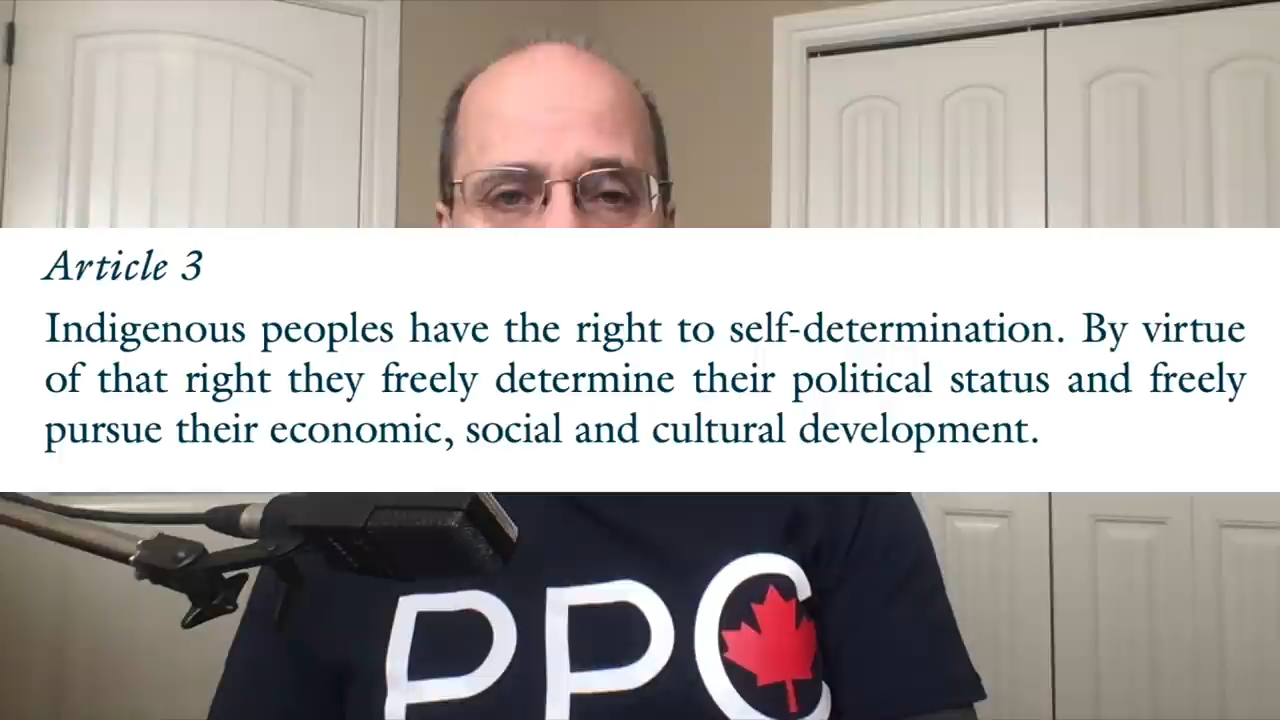 Article 3
Indigenous peoples have the right to self-determination. By virtue
of that right they freely determine their political status and freely
pursue their economic, social and cultural development.
PPC